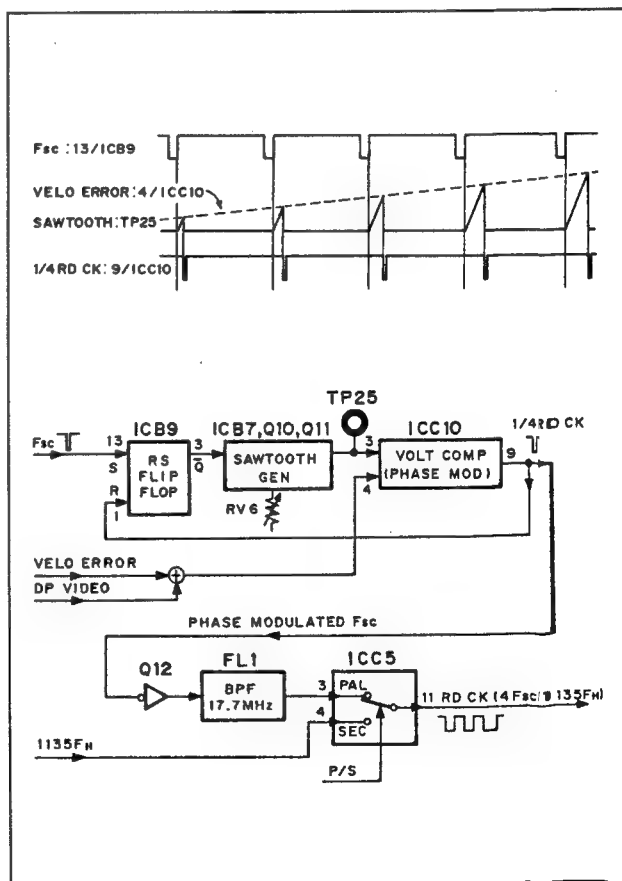 Fsc :13/ICB9
VELO ERROR:4/ICC10
SAWTOOTH:TP25
1/4RD CK:9/ICC10
TP25
ICB9
ICB7,Q10,Q11
ICC10
1/4RD CK
Fsc
13
S
RS
FLIP
FLOP
3
Q̅
SAWTOOTH
GEN
3
VOLT COMP
(PHASE MOD)
9
4
R
1
RV6
VELO ERROR
DP VIDEO
+
PHASE MODULATED Fsc
Q12
FL1
ICC5
BPF
17.7MHz
3
PAL
11 RD CK (4Fsc/1135FH)
4
SEC
1135FH
P/S